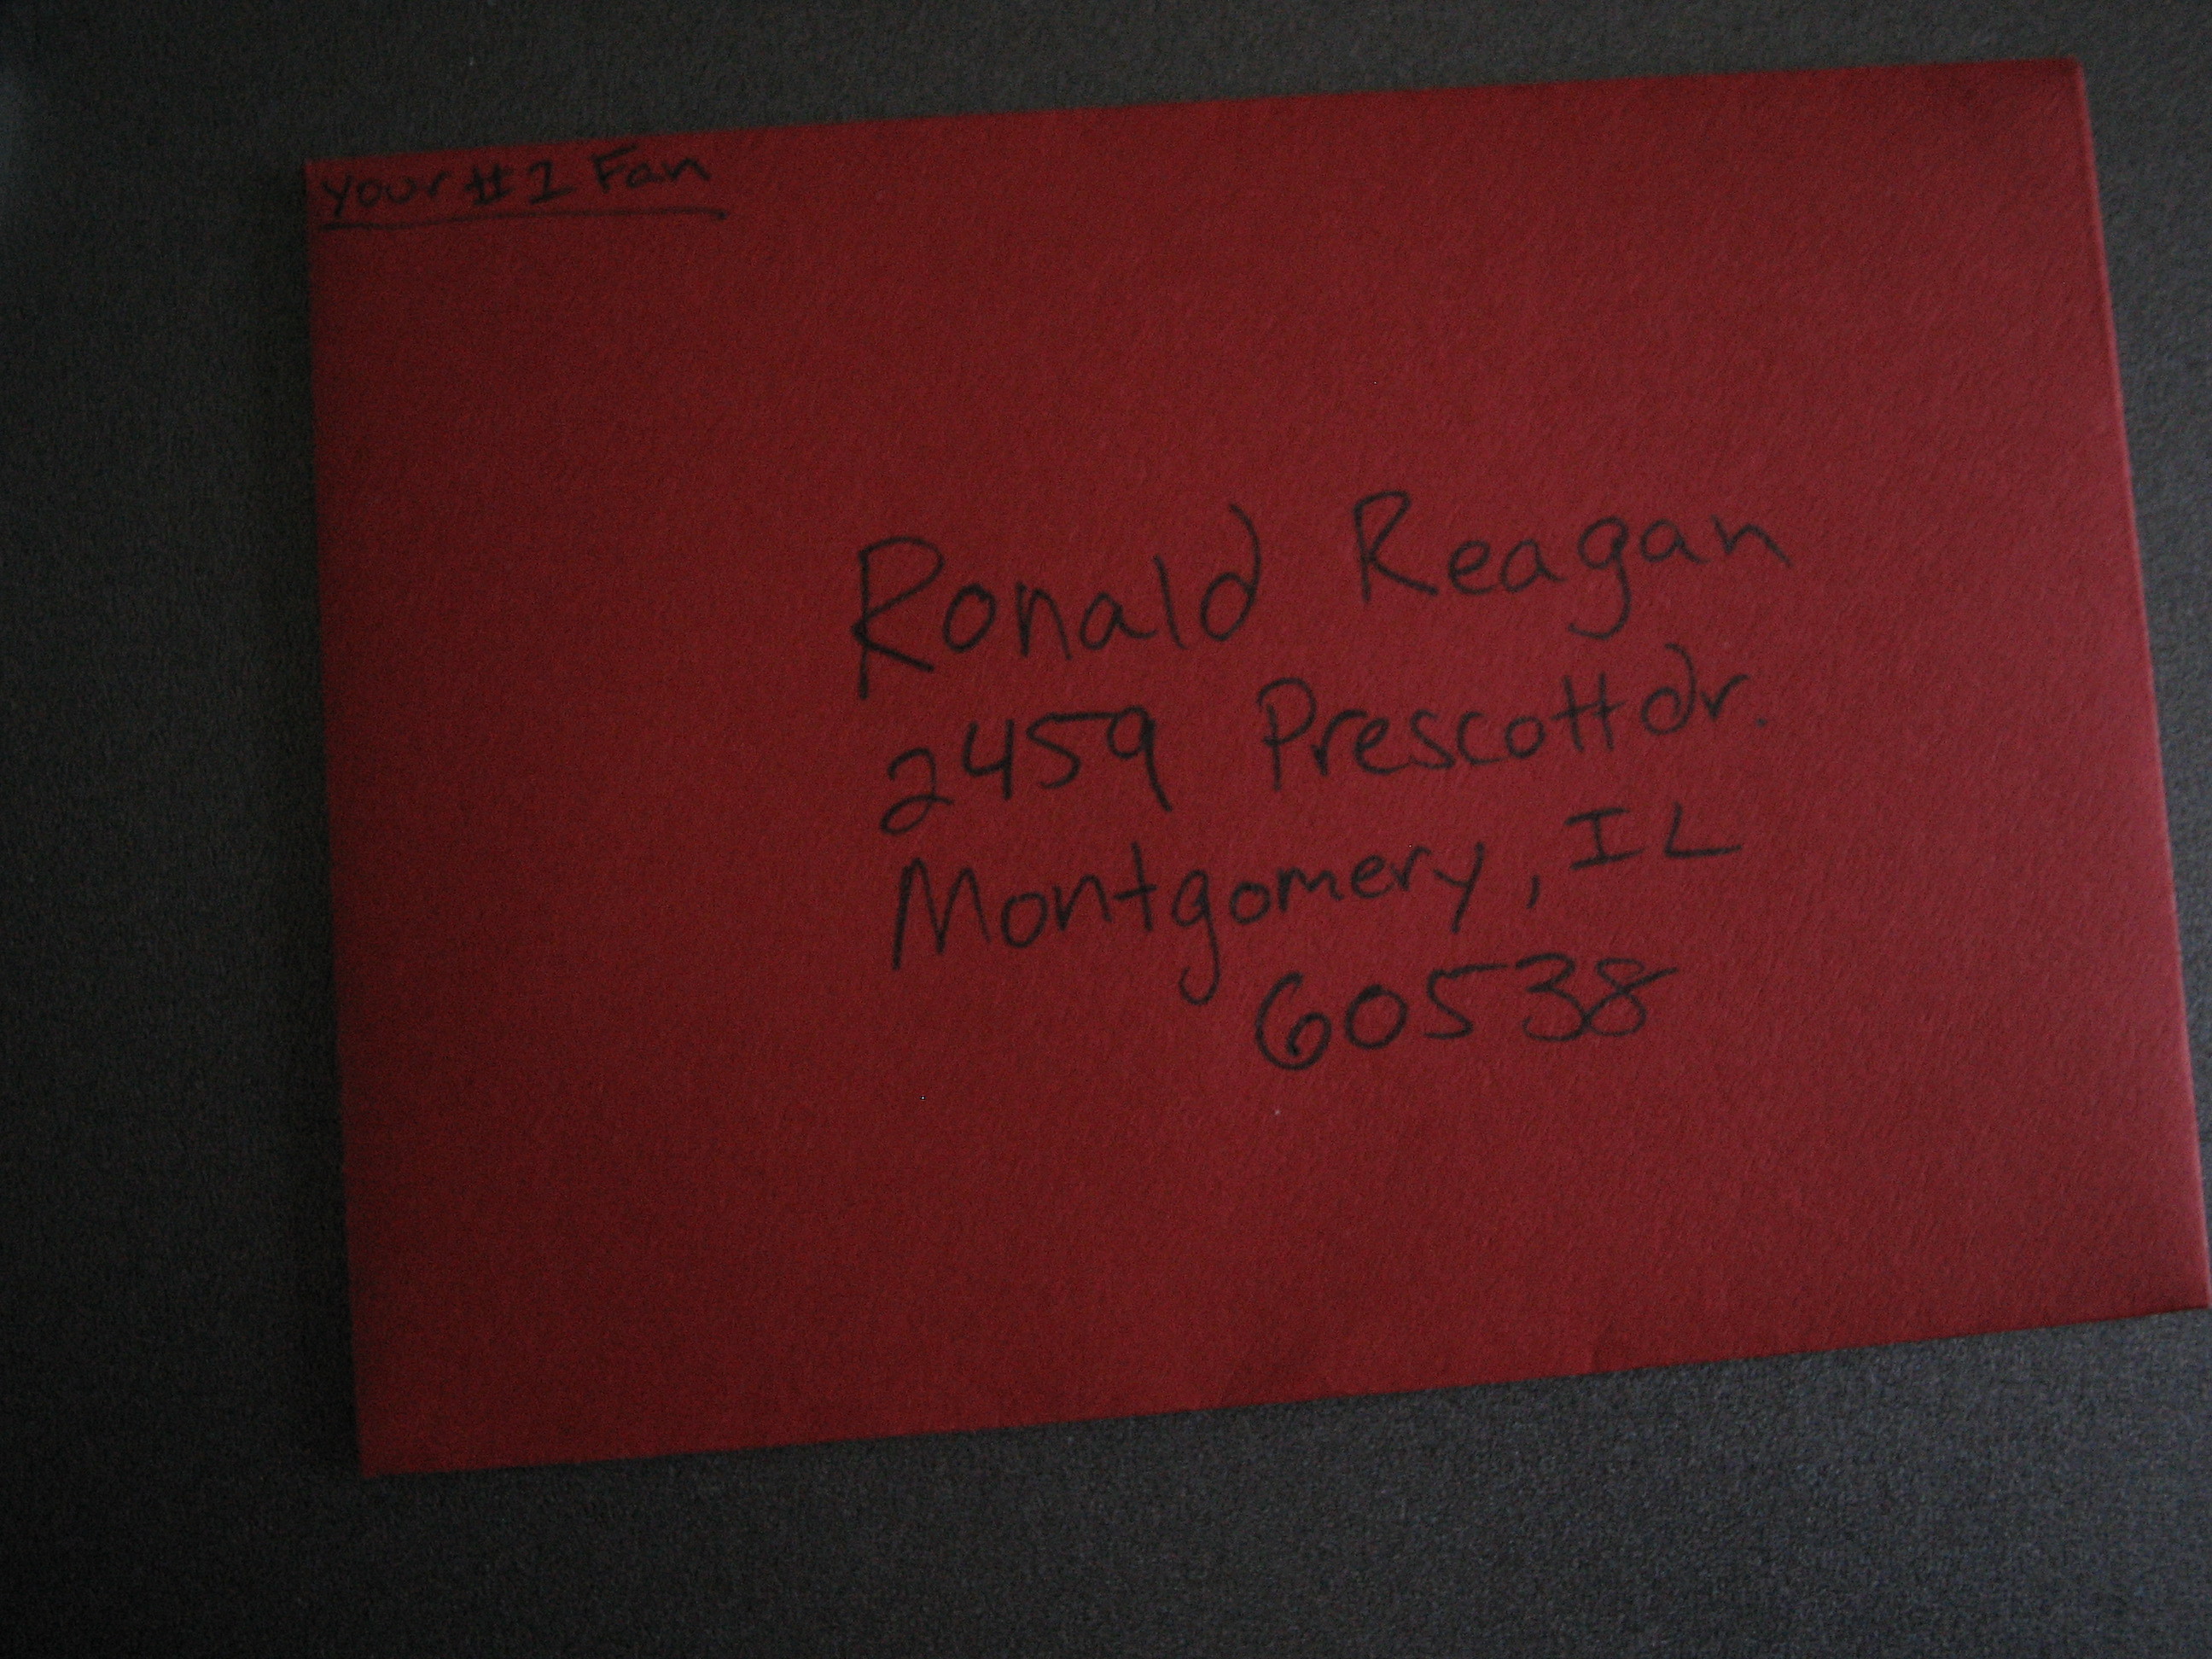 your #1 Fan
Ronald Reagan
2459 Prescott dr.
Montgomery, IL
60538